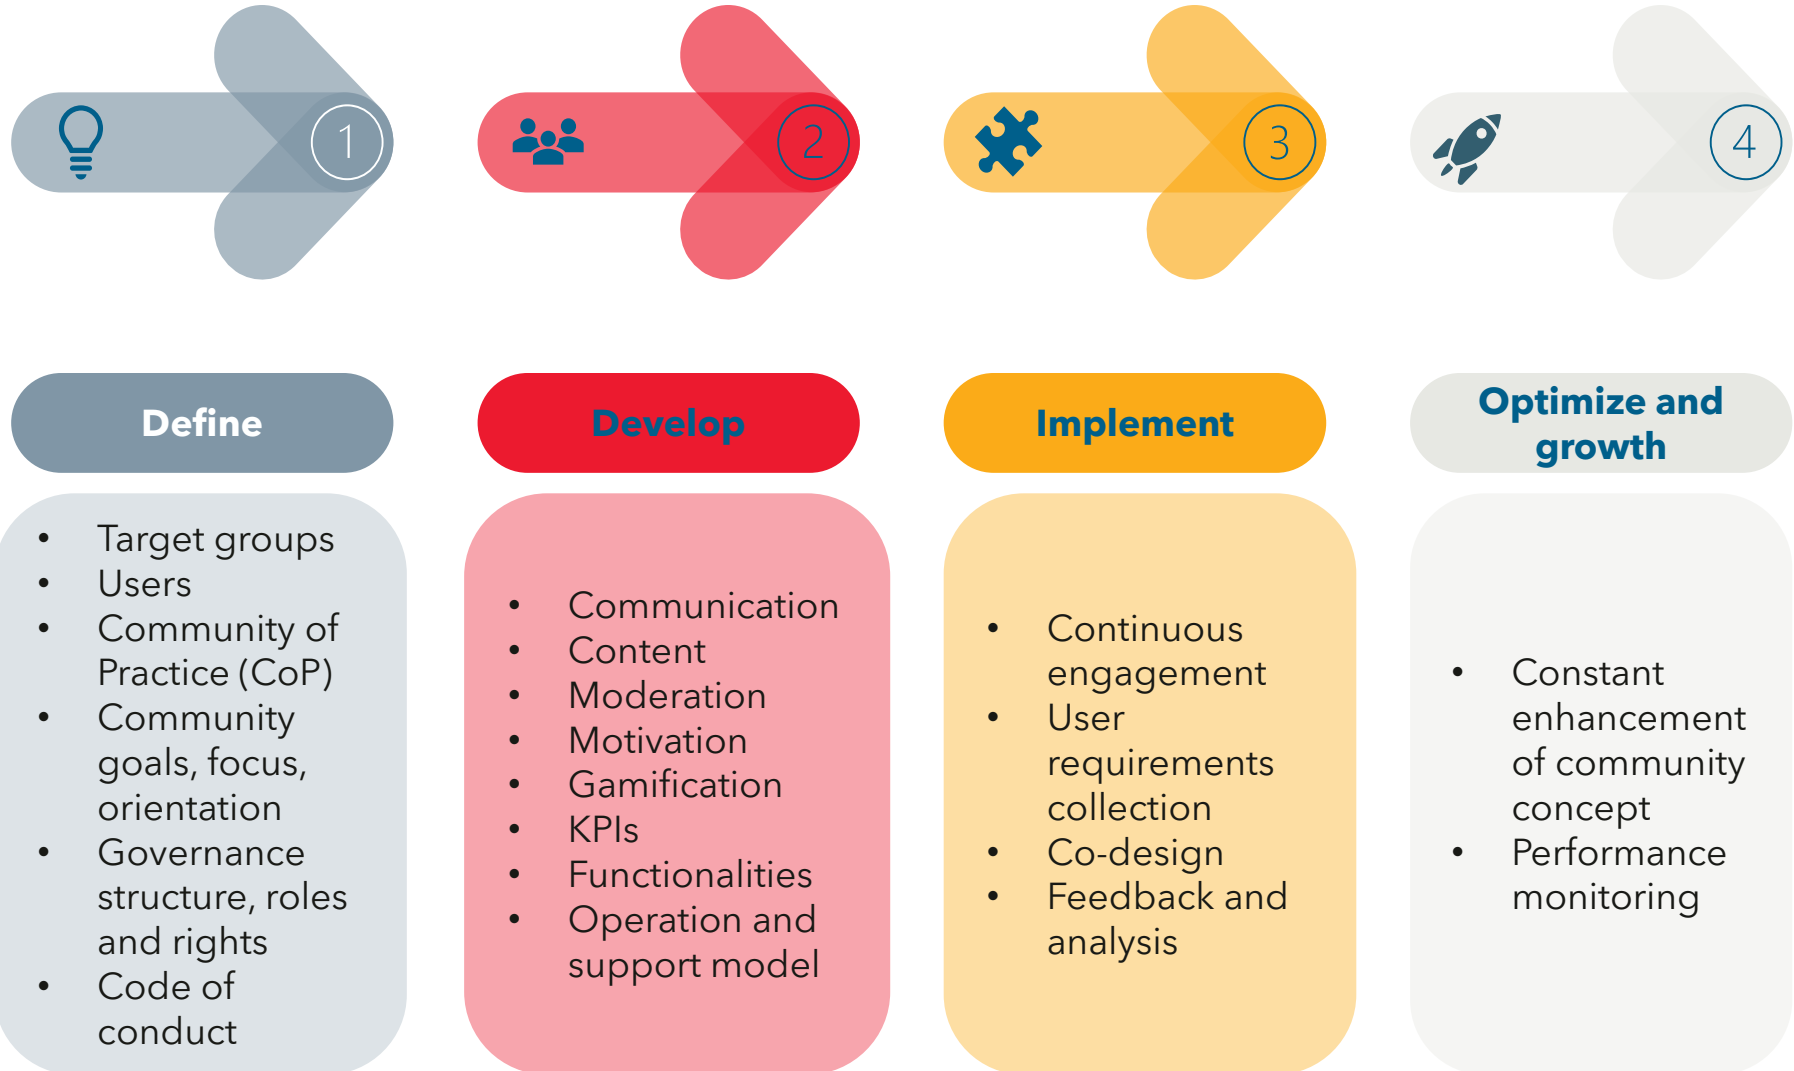 1
2
3
4
Define
• Target groups
• Users
• Community of
Practice (CoP)
• Community
goals, focus,
orientation
• Governance
structure, roles
and rights
• Code of
conduct
Develop
• Communication
• Content
• Moderation
• Motivation
• Gamification
• KPIs
• Functionalities
• Operation and
support model
Implement
• Continuous
engagement
• User
requirements
collection
• Co-design
• Feedback and
analysis
Optimize and
growth
• Constant
enhancement
of community
concept
• Performance
monitoring